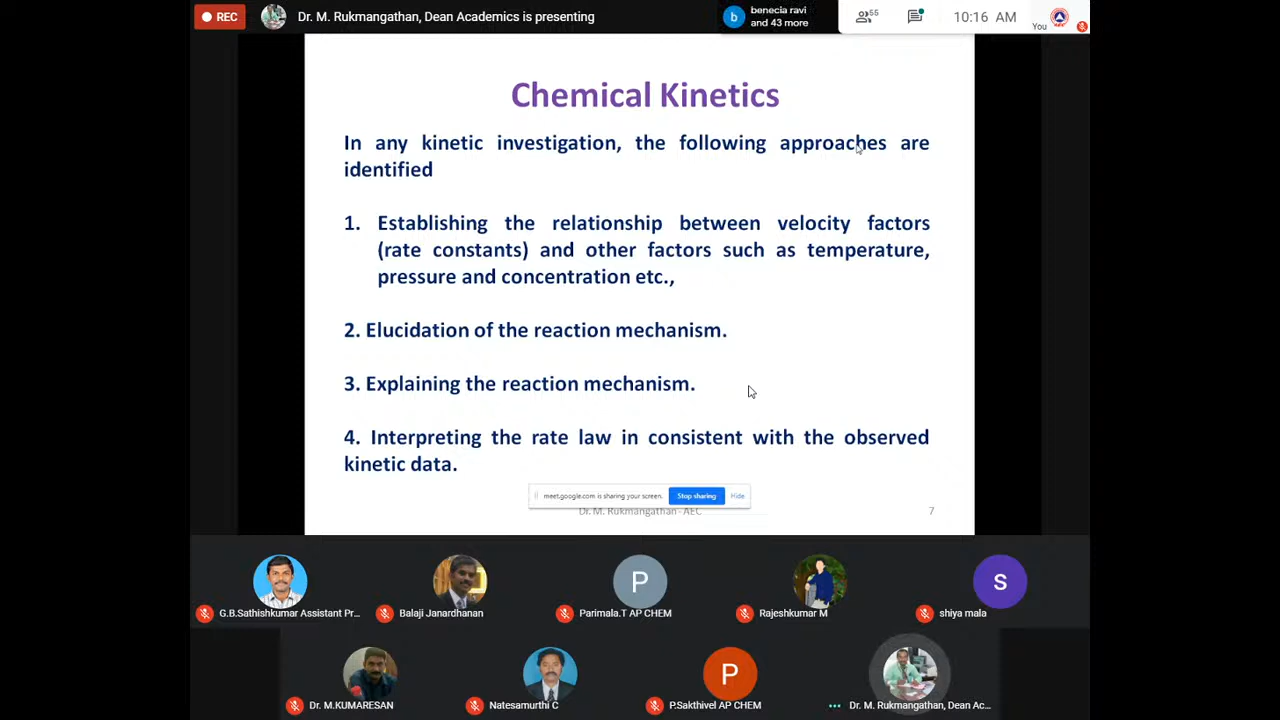 REC
Dr. M. Rukmangathan, Dean Academics is presenting
b
benecia ravi
and 43 more
55
10:16 AM
You
Chemical Kinetics
In any kinetic investigation, the following approaches are
identified
1. Establishing the relationship between velocity factors
(rate constants) and other factors such as temperature,
pressure and concentration etc.,
2. Elucidation of the reaction mechanism.
3. Explaining the reaction mechanism.
4. Interpreting the rate law in consistent with the observed
kinetic data.
meet.google.com is sharing your screen.
Stop sharing
Hide
Dr. M. Rukmangathan - AEC
7
P
s
G.B.Sathishkumar Assistant Pr...
Balaji Janardhanan
Parimala.T AP CHEM
Rajeshkumar M
shiya mala
P
Dr. M.KUMARESAN
Natesamurthi C
P.Sakthivel AP CHEM
Dr. M. Rukmangathan, Dean Ac...